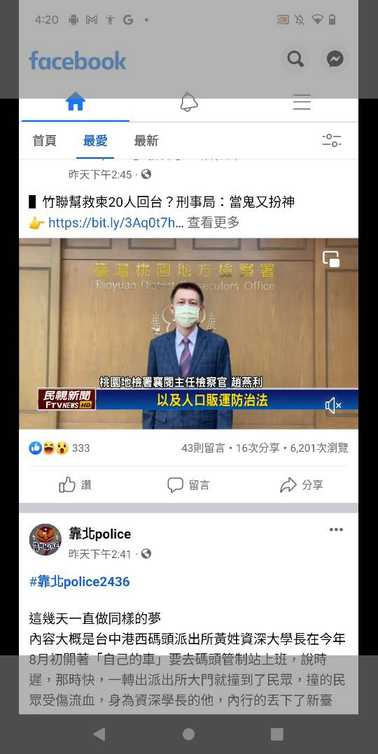 4:20
facebook
首頁 最愛 最新
昨天下午2:45
▋竹聯幫救柬20人回台？刑事局：當鬼又扮神
👉 https://bit.ly/3Aq0t7h… 查看更多
臺灣桃園地方檢察署
Taoyuan District Prosecutors Office
桃園地檢署襄閱主任檢察官 趙燕利
民視新聞
FTVNEWS HD
以及人口販運防治法
333 43則留言・16次分享・6,201次瀏覽
讚 留言 分享
靠北police
昨天下午2:41
#靠北police2436
這幾天一直做同樣的夢
內容大概是台中港西碼頭派出所黃姓資深大學長在今年
8月初開著「自己的車」要去碼頭管制站上班，說時
遲，那時快，一轉出派出所大門就撞到了民眾，撞的民
眾受傷流血，身為資深學長的他，內行的丟下了新臺